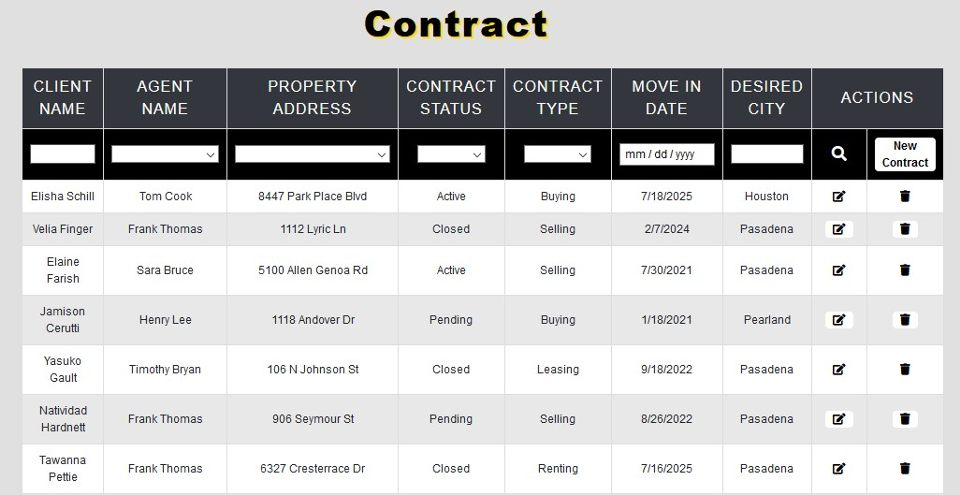 Contract
CLIENT NAME AGENT NAME PROPERTY ADDRESS CONTRACT STATUS CONTRACT TYPE MOVE IN DATE DESIRED CITY ACTIONS
mm / dd / yyyy New Contract
Elisha Schill Tom Cook 8447 Park Place Blvd Active Buying 7/18/2025 Houston
Velia Finger Frank Thomas 1112 Lyric Ln Closed Selling 2/7/2024 Pasadena
Elaine Farish Sara Bruce 5100 Allen Genoa Rd Active Selling 7/30/2021 Pasadena
Jamison Cerutti Henry Lee 1118 Andover Dr Pending Buying 1/18/2021 Pearland
Yasuko Gault Timothy Bryan 106 N Johnson St Closed Leasing 9/18/2022 Pasadena
Natividad Hardnett Frank Thomas 906 Seymour St Pending Selling 8/26/2022 Pasadena
Tawanna Pettie Frank Thomas 6327 Cresterrace Dr Closed Renting 7/16/2025 Pasadena